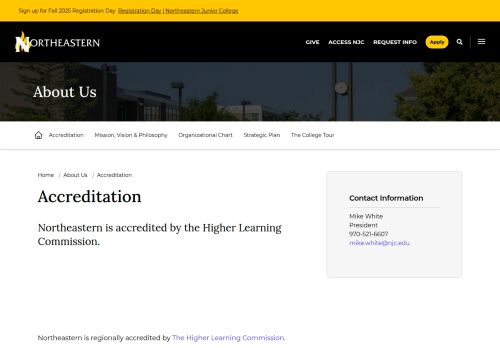 Sign up for Fall 2025 Registration Day  Registration Day | Northeastern Junior College
NORTHEASTERN
GIVE  ACCESS NJC  REQUEST INFO  Apply
About Us
Accreditation  Mission, Vision & Philosophy  Organizational Chart  Strategic Plan  The College Tour
Home / About Us / Accreditation
Accreditation
Northeastern is accredited by the Higher Learning
Commission.
Contact Information
Mike White
President
970-521-6607
mike.white@njc.edu
Northeastern is regionally accredited by The Higher Learning Commission.